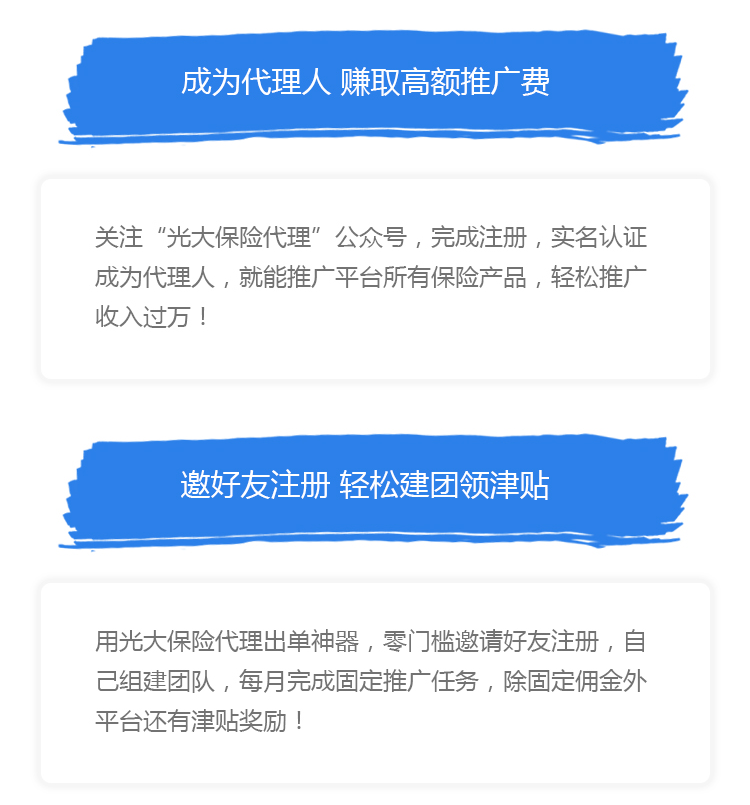 成为代理人 赚取高额推广费
关注“光大保险代理”公众号，完成注册，实名认证
成为代理人，就能推广平台所有保险产品，轻松推广
收入过万！
邀好友注册 轻松建团领津贴
用光大保险代理出单神器，零门槛邀请好友注册，自
己组建团队，每月完成固定推广任务，除固定佣金外
平台还有津贴奖励！